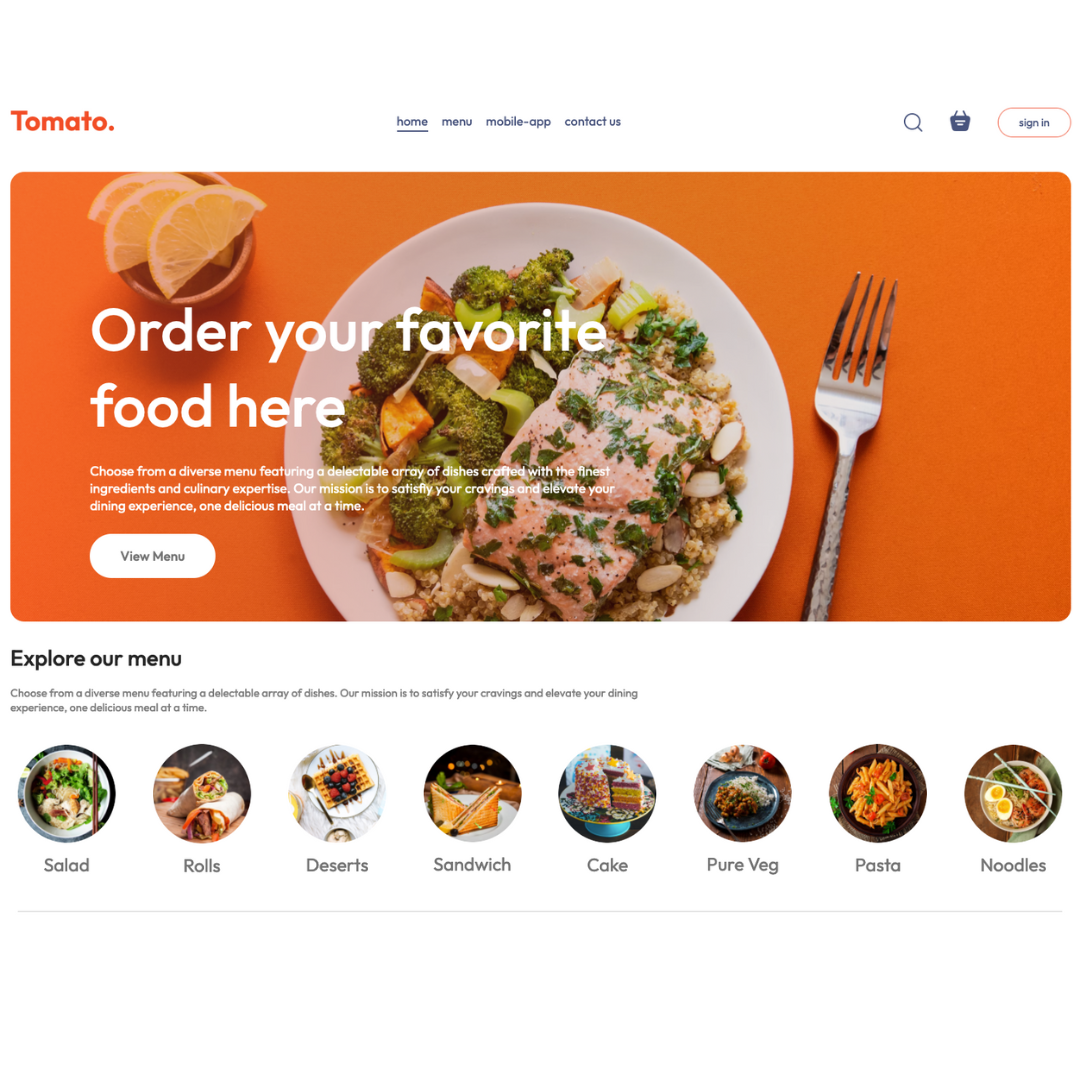 Tomato.
home menu mobile-app contact us
sign in
Order your favorite
food here
Choose from a diverse menu featuring a delectable array of dishes crafted with the finest
ingredients and culinary expertise. Our mission is to satisfiy your cravings and elevate your
dining experience, one delicious meal at a time.
View Menu
Explore our menu
Choose from a diverse menu featuring a delectable array of dishes. Our mission is to satisfy your cravings and elevate your dining
experience, one delicious meal at a time.
Salad Rolls Deserts Sandwich Cake Pure Veg Pasta Noodles